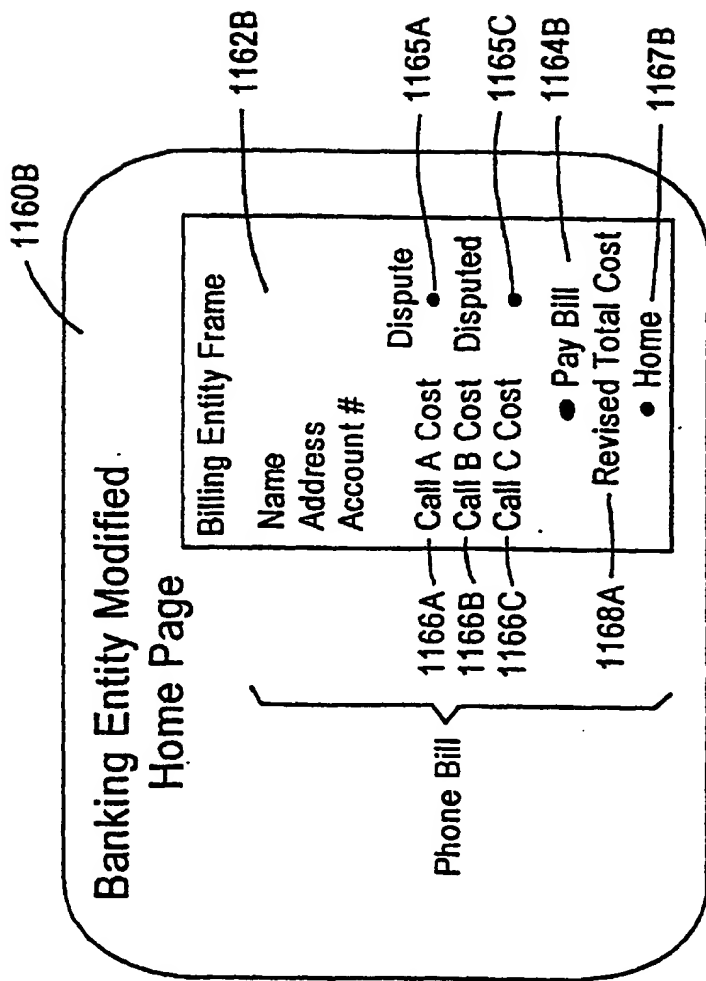 1160B
Banking Entity Modified
Home Page
Billing Entity Frame
1162B
Name
Address
Account #
Dispute
1166A Call A Cost 1165A
1166B Call B Cost Disputed
1166C Call C Cost 1165C
Phone Bill
Pay Bill 1164B
1168A Revised Total Cost
Home 1167B